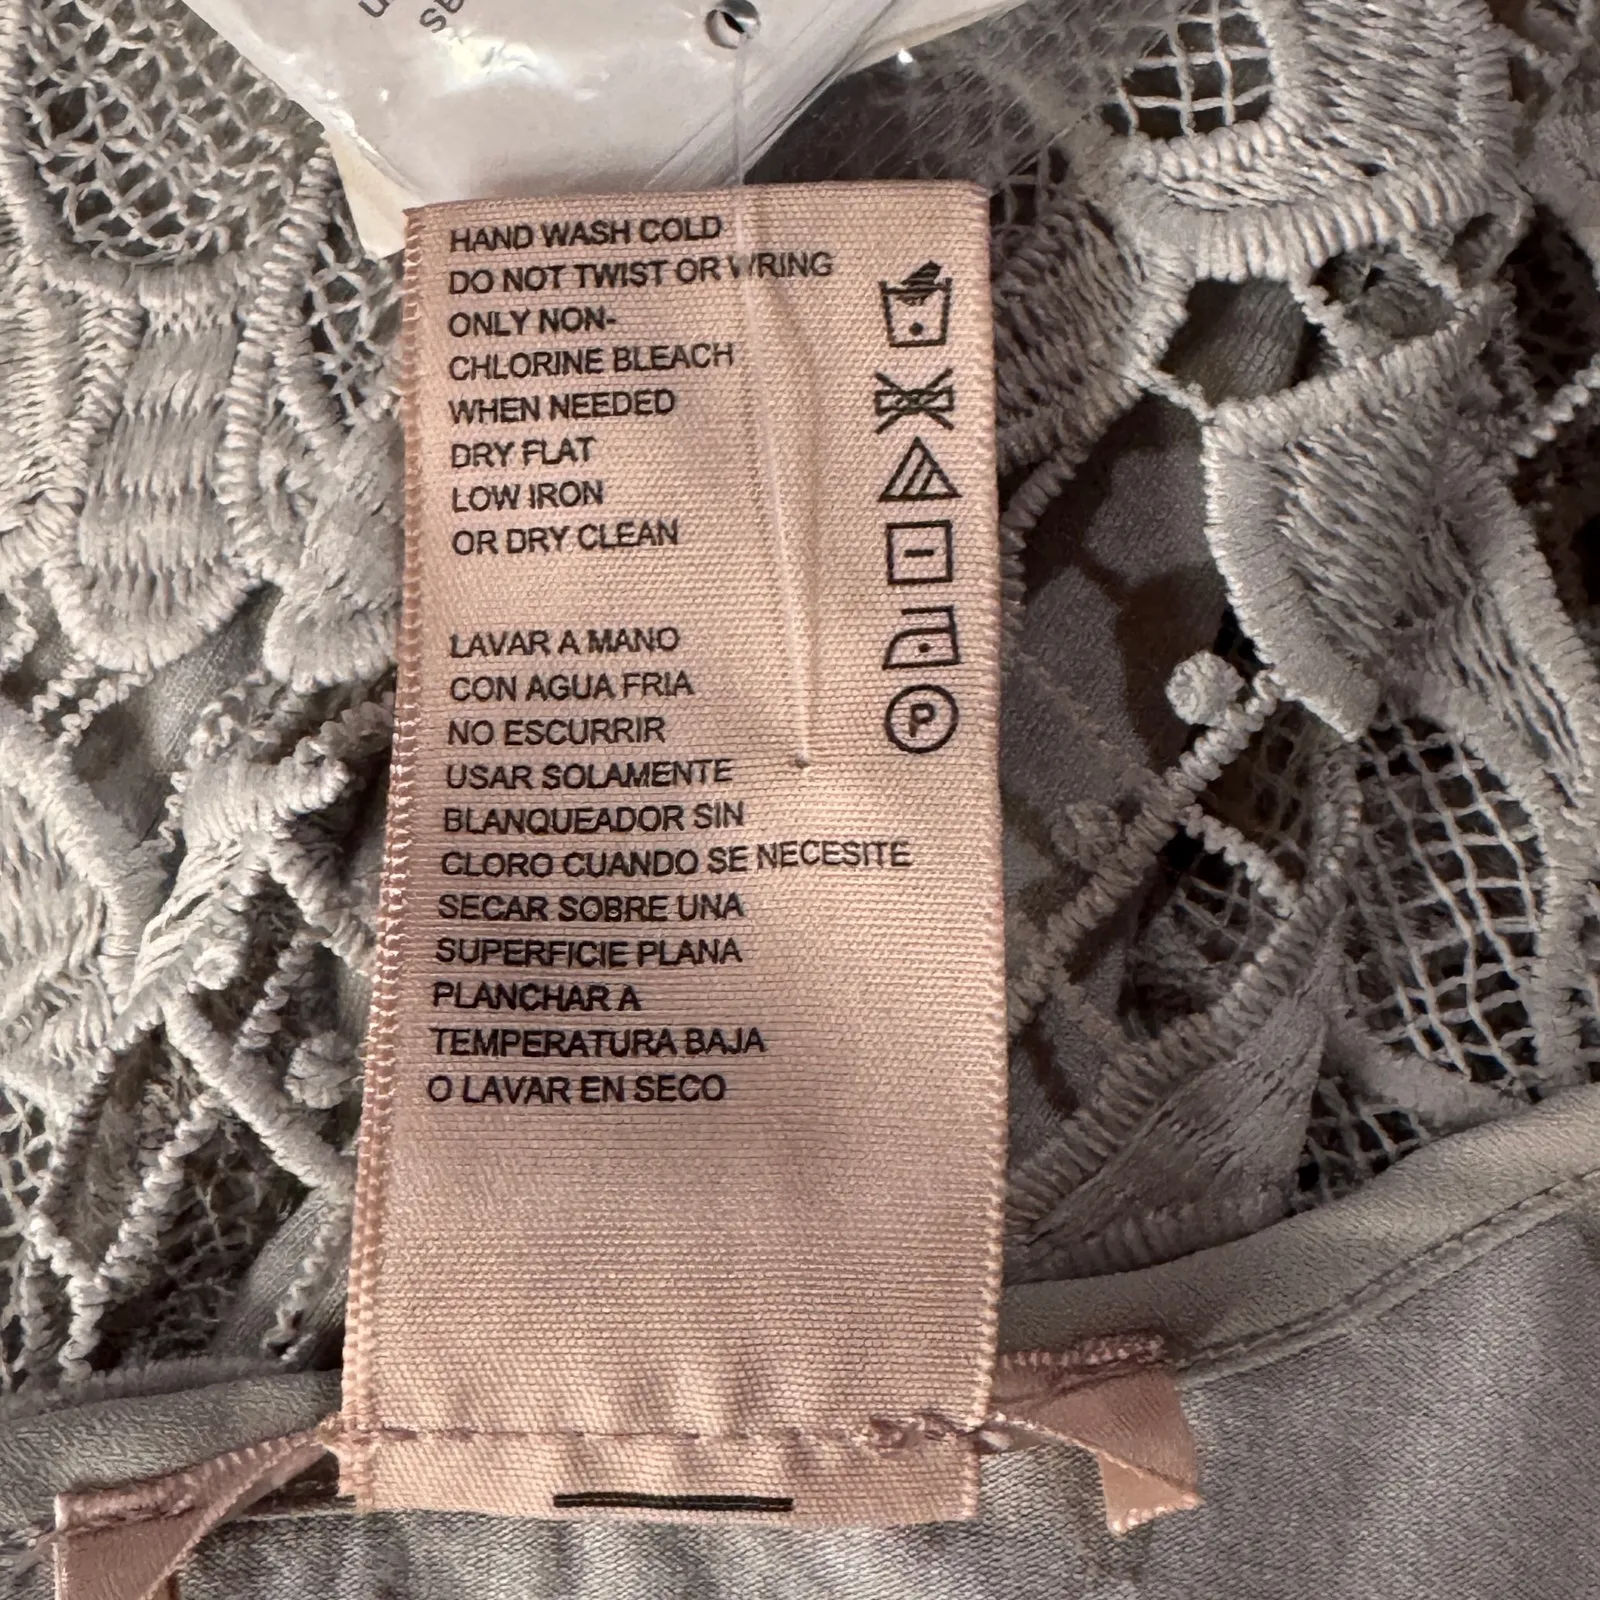 HAND WASH COLD
DO NOT TWIST OR WRING
ONLY NON-
CHLORINE BLEACH
WHEN NEEDED
DRY FLAT
LOW IRON
OR DRY CLEAN
P
LAVAR A MANO
CON AGUA FRIA
NO ESCURRIR
USAR SOLAMENTE
BLANQUEADOR SIN
CLORO CUANDO SE NECESITE
SECAR SOBRE UNA
SUPERFICIE PLANA
PLANCHAR A
TEMPERATURA BAJA
O LAVAR EN SECO